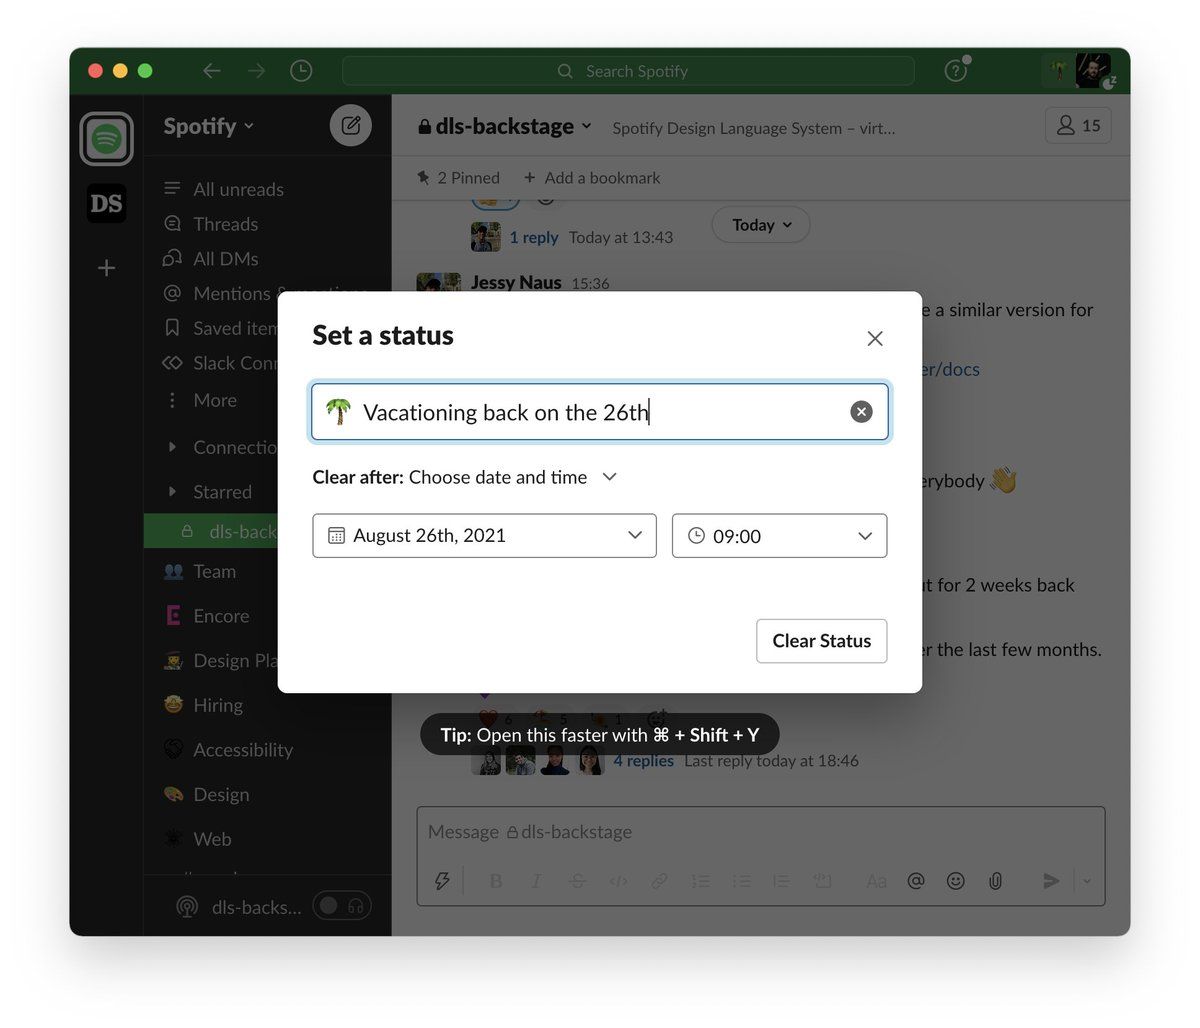 Search Spotify
Spotify
dls-backstage
Spotify Design Language System – virt...
15
DS
2 Pinned
Add a bookmark
All unreads
Threads
All DMs
Mentions &
Saved item
Slack Conn
More
Connectio
Starred
dls-back
Team
Encore
Design Pla
Hiring
Accessibility
Design
Web
dls-backs...
Today
1 reply Today at 13:43
Jessy Naus 15:36
e a similar version for
er/docs
erybody
ut for 2 weeks back
er the last few months.
Set a status
Vacationing back on the 26th
Clear after: Choose date and time
August 26th, 2021
09:00
Clear Status
6
5
1
Tip: Open this faster with ⌘ + Shift + Y
4 replies Last reply today at 18:46
Message dls-backstage
B I S </> Aa @